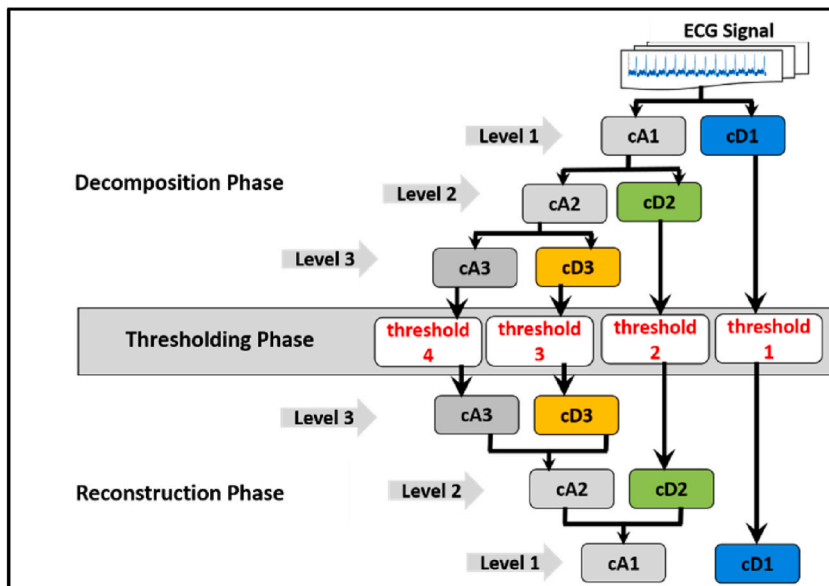 ECG Signal
Level 1
cA1
cD1
Decomposition Phase
Level 2
cA2
cD2
Level 3
cA3
cD3
Thresholding Phase
threshold
4
threshold
3
threshold
2
threshold
1
Level 3
cA3
cD3
Reconstruction Phase
Level 2
cA2
cD2
Level 1
cA1
cD1